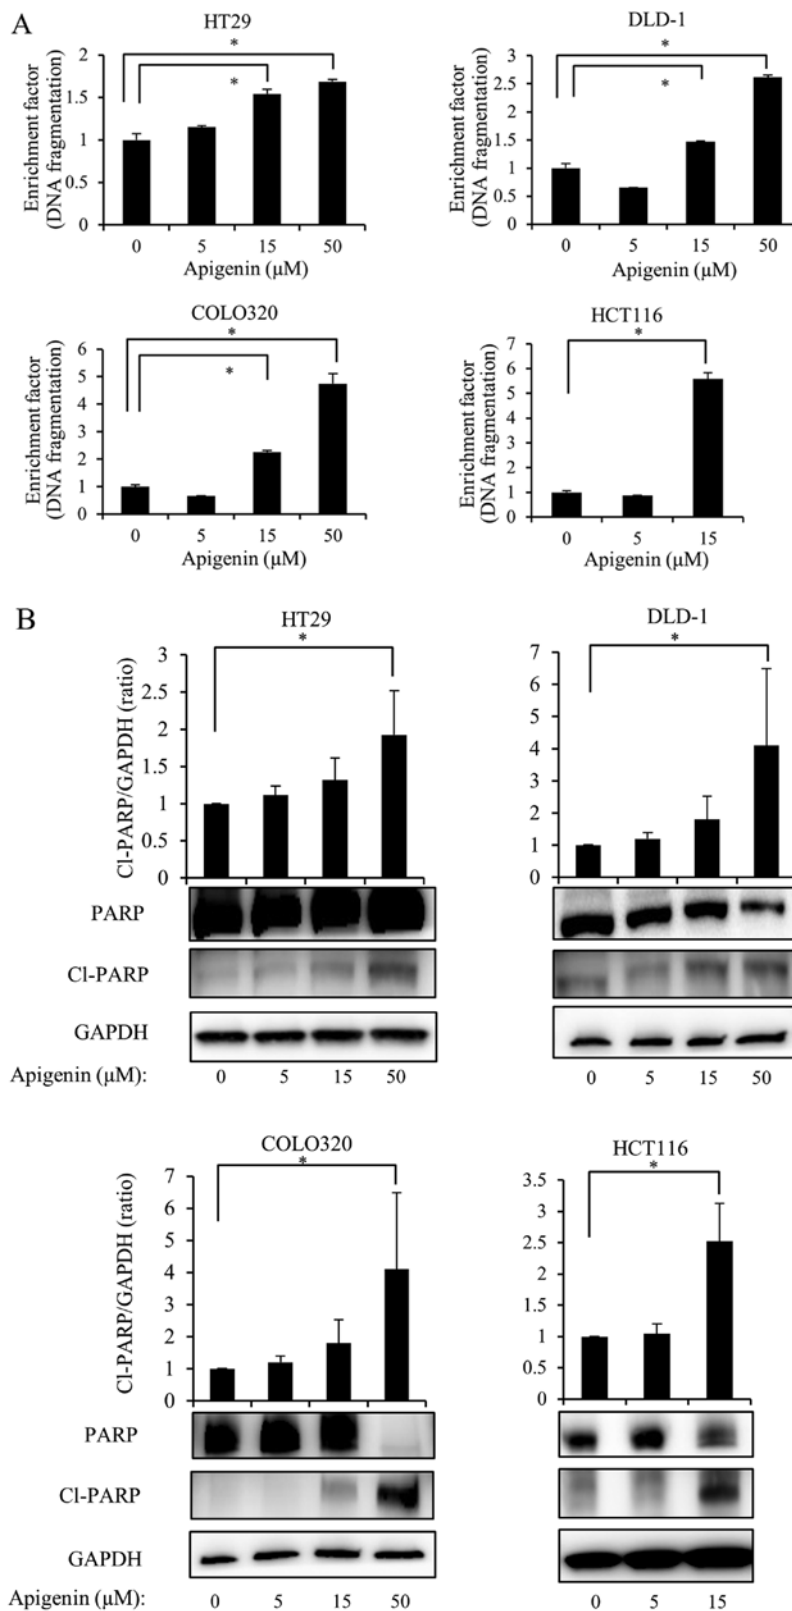 A
HT29
*
*
Enrichment factor
(DNA fragmentation)
2
1.5
1
0.5
0
0 5 15 50
Apigenin (µM)
DLD-1
*
*
Enrichment factor
(DNA fragmentation)
3
2.5
2
1.5
1
0.5
0
0 5 15 50
Apigenin (µM)
COLO320
*
*
Enrichment factor
(DNA fragmentation)
6
5
4
3
2
1
0
0 5 15 50
Apigenin (µM)
HCT116
*
Enrichment factor
(DNA fragmentation)
7
6
5
4
3
2
1
0
0 5 15
Apigenin (µM)
B
HT29
*
Cl-PARP/GAPDH (ratio)
3
2.5
2
1.5
1
0.5
0
PARP
Cl-PARP
GAPDH
Apigenin (µM): 0 5 15 50
DLD-1
*
7
6
5
4
3
2
1
0
0 5 15 50
COLO320
*
Cl-PARP/GAPDH (ratio)
7
6
5
4
3
2
1
0
PARP
Cl-PARP
GAPDH
Apigenin (µM): 0 5 15 50
HCT116
*
3.5
3
2.5
2
1.5
1
0.5
0
0 5 15